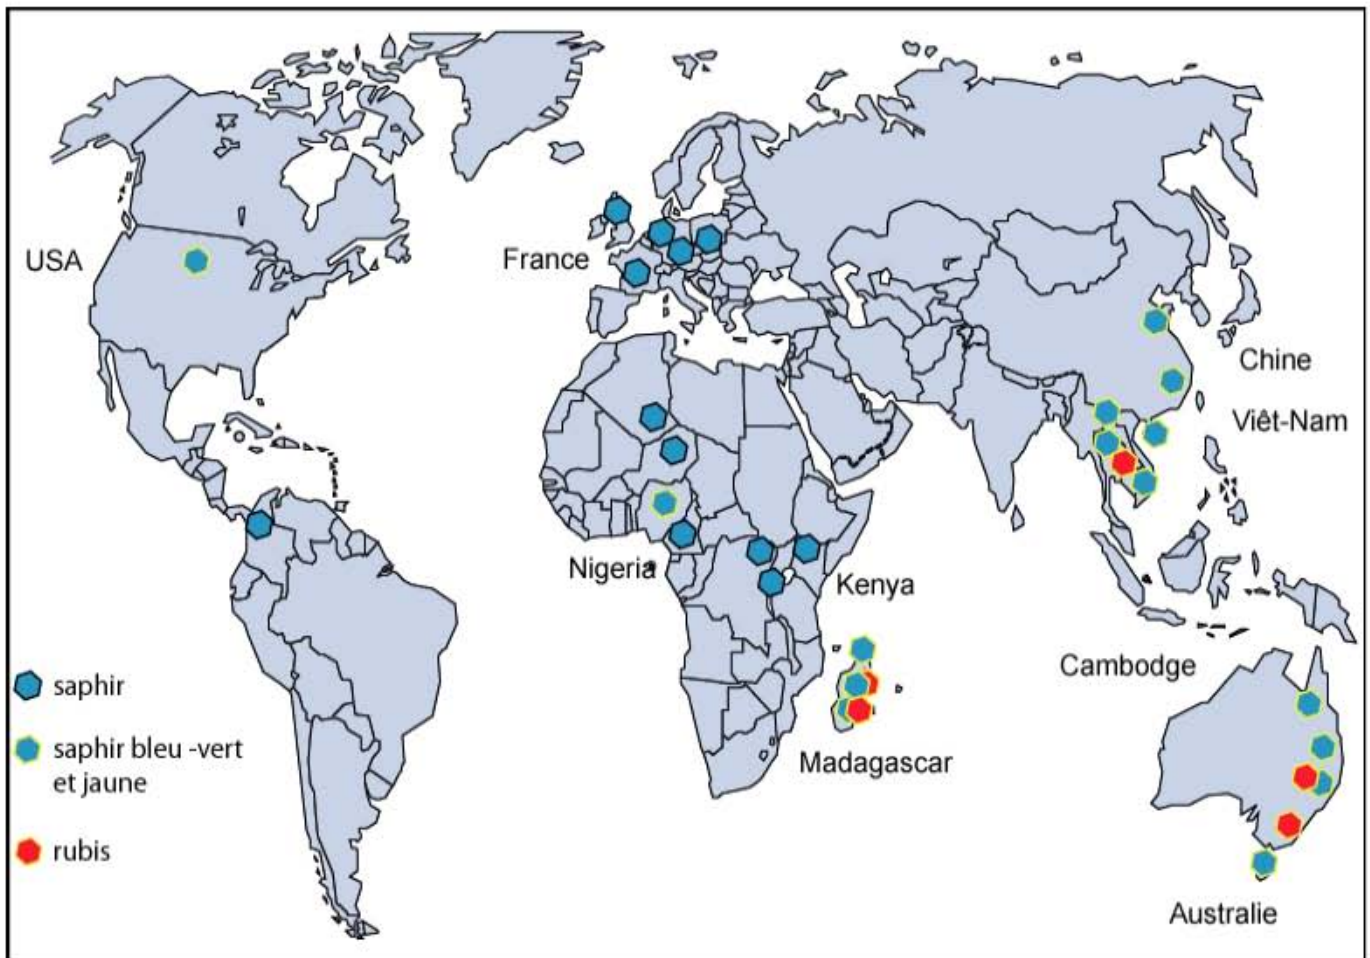 USA
France
Chine
Viêt-Nam
Nigeria
Kenya
Cambodge
saphir
saphir bleu -vert
et jaune
Madagascar
rubis
Australie